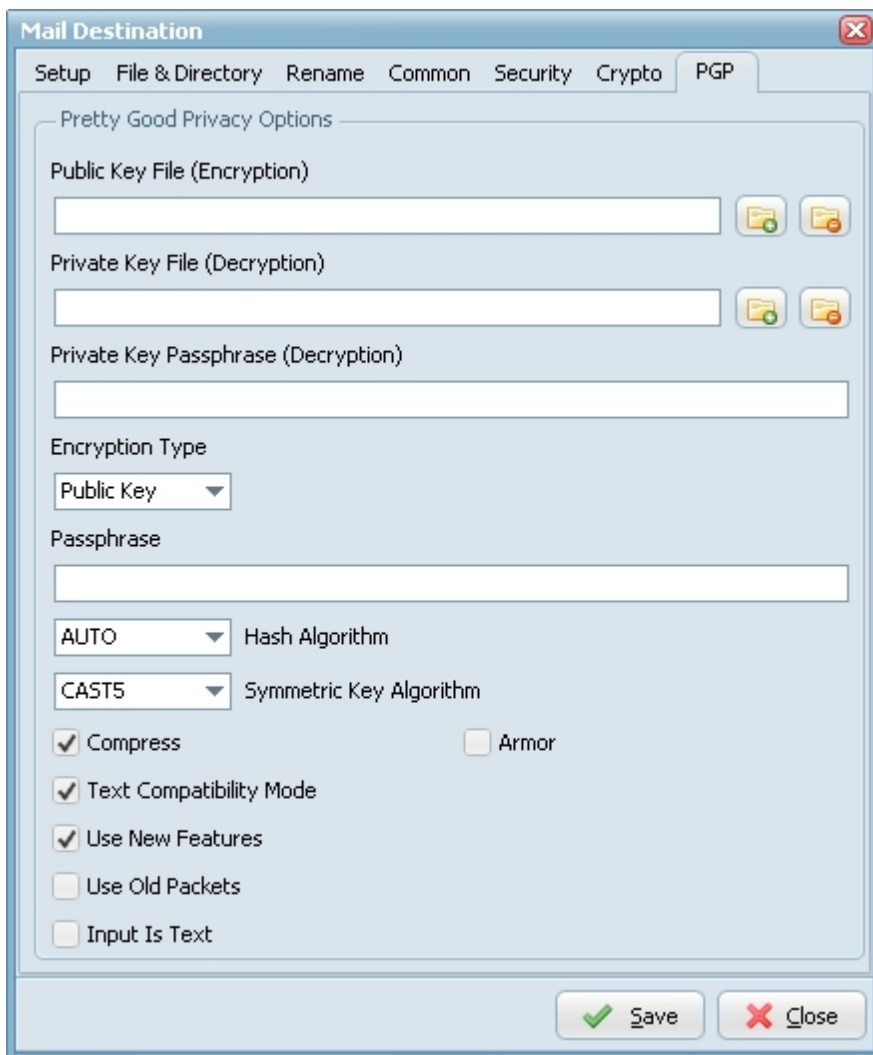 Mail Destination
Setup File & Directory Rename Common Security Crypto PGP
Pretty Good Privacy Options
Public Key File (Encryption)
Private Key File (Decryption)
Private Key Passphrase (Decryption)
Encryption Type
Public Key
Passphrase
AUTO Hash Algorithm
CAST5 Symmetric Key Algorithm
Compress Armor
Text Compatibility Mode
Use New Features
Use Old Packets
Input Is Text
Save Close